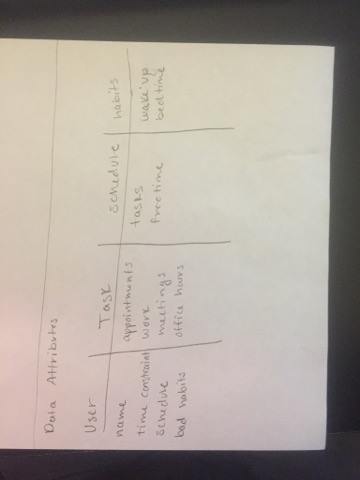 Data Attributes
User Task schedule habits
name appointments tasks wake up
time constraint work freetime bedtime
schedule meetings
bad habits office hours